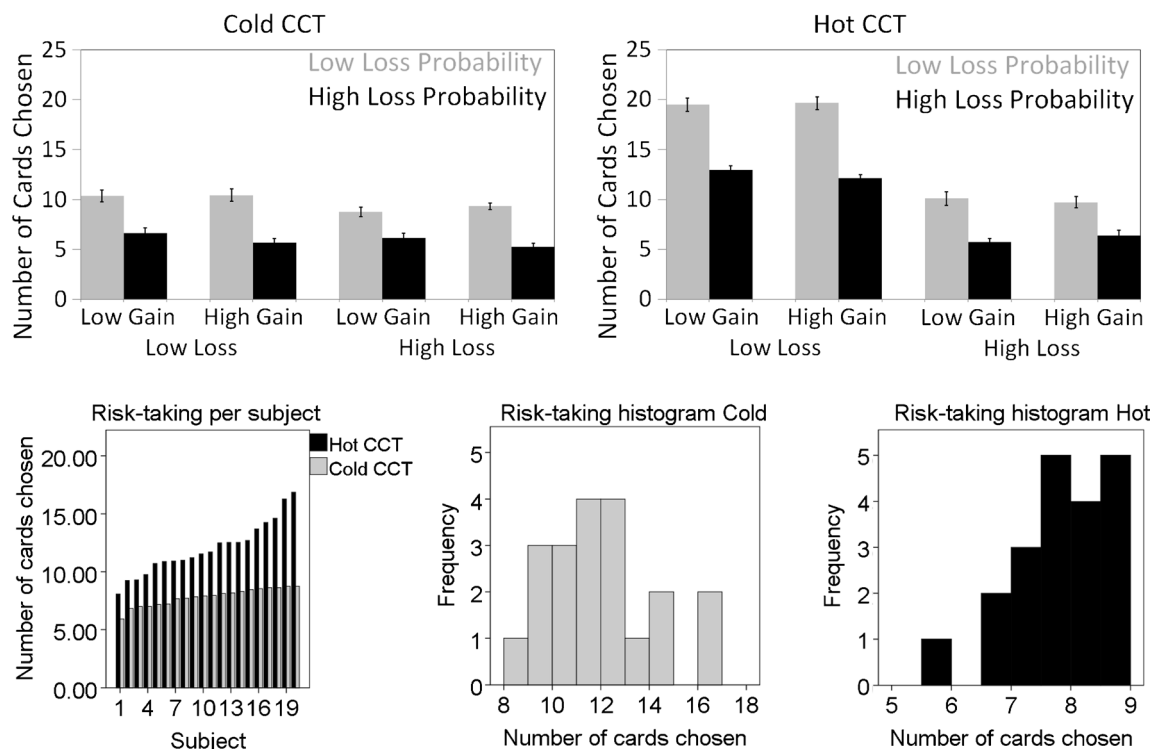 Cold CCT
Number of Cards Chosen
25
20
15
10
5
0
Low Loss Probability
High Loss Probability
Low Gain High Gain Low Gain High Gain
Low Loss High Loss
Hot CCT
Number of Cards Chosen
25
20
15
10
5
0
Low Loss Probability
High Loss Probability
Low Gain High Gain Low Gain High Gain
Low Loss High Loss
Risk-taking per subject
Number of cards chosen
20.00
15.00
10.00
5.00
0.00
Hot CCT
Cold CCT
1 4 7 10 13 16 19
Subject
Risk-taking histogram Cold
Frequency
5
4
3
2
1
0
8 10 12 14 16 18
Number of cards chosen
Risk-taking histogram Hot
Frequency
5
4
3
2
1
0
5 6 7 8 9
Number of cards chosen